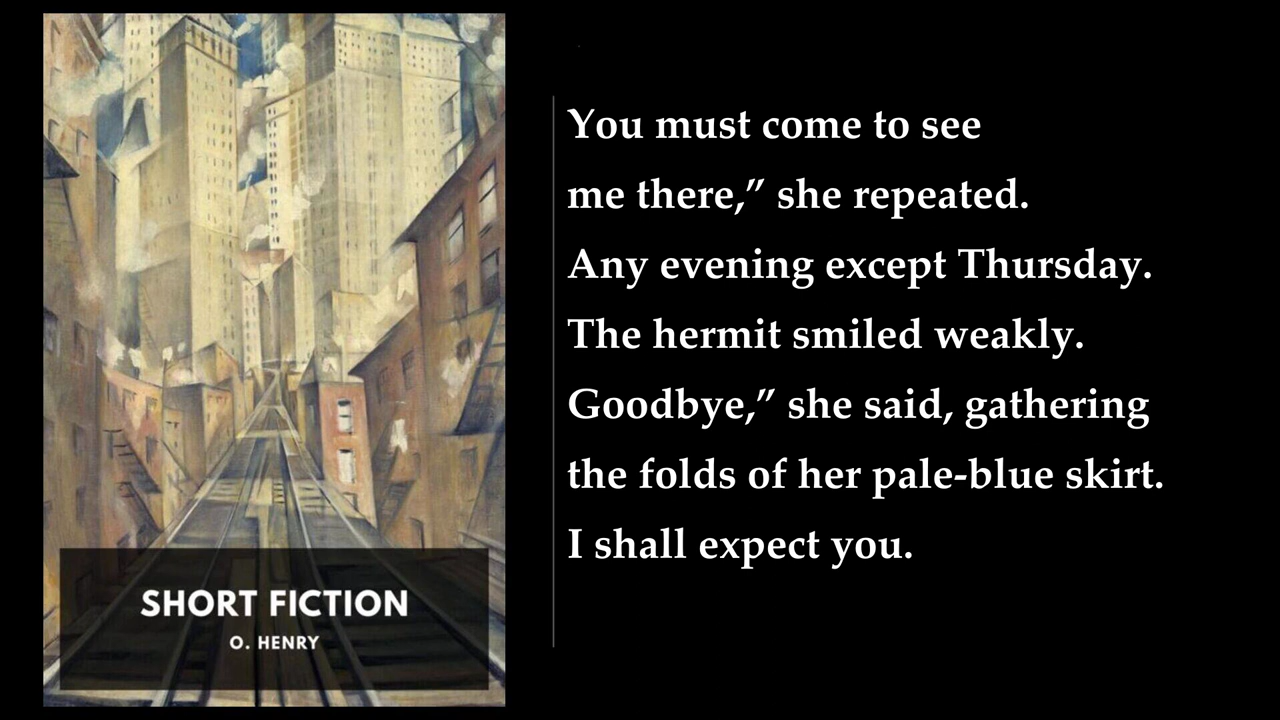 SHORT FICTION
O. HENRY
You must come to see
me there,” she repeated.
Any evening except Thursday.
The hermit smiled weakly.
Goodbye,” she said, gathering
the folds of her pale-blue skirt.
I shall expect you.